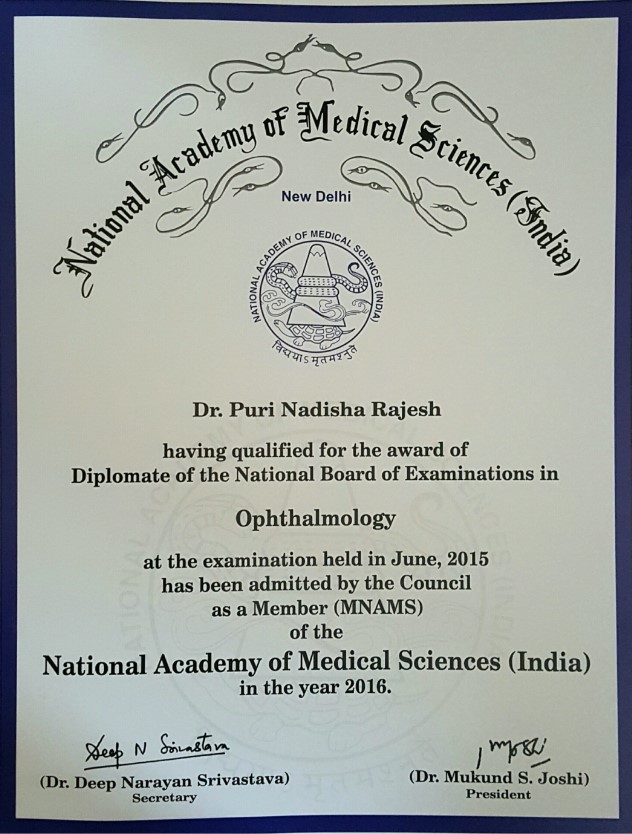 National Academy of Medical Sciences (India)
New Delhi
NATIONAL ACADEMY OF MEDICAL SCIENCES (INDIA)
विद्ययाऽमृतमश्नुते
Dr. Puri Nadisha Rajesh
having qualified for the award of
Diplomate of the National Board of Examinations in
Ophthalmology
at the examination held in June, 2015
has been admitted by the Council
as a Member (MNAMS)
of the
National Academy of Medical Sciences (India)
in the year 2016.
Deep N Srivastava
(Dr. Deep Narayan Srivastava)
Secretary
(Dr. Mukund S. Joshi)
President